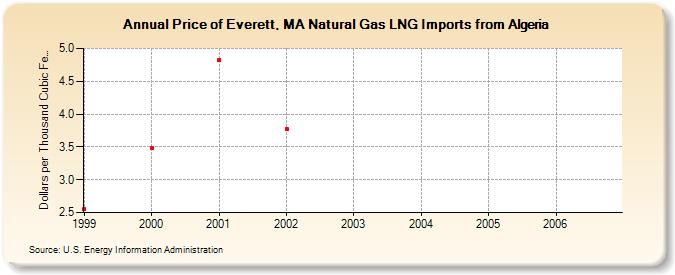 Annual Price of Everett, MA Natural Gas LNG Imports from Algeria
Dollars per Thousand Cubic Fe...
5.0
4.5
4.0
3.5
3.0
2.5
1999 2000 2001 2002 2003 2004 2005 2006
Source: U.S. Energy Information Administration